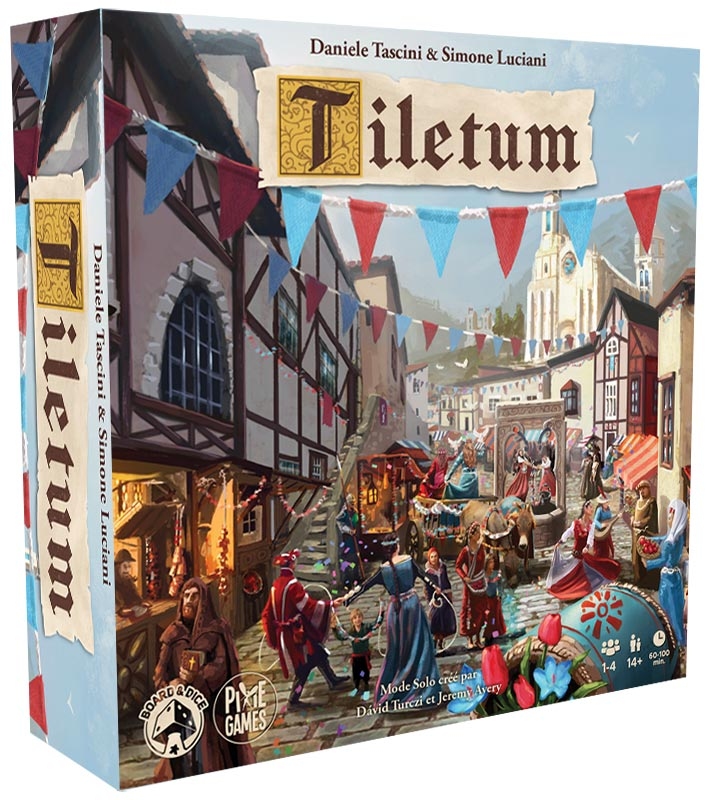 Daniele Tascini & Simone Luciani
Tiletum
Tiletum
Daniele Tascini & Simone Luciani
BOARD & DICE
PIXIE
GAMES
Mode Solo créé par
Dávid Turczi et Jeremy Avery
1-4
14+
60-100
min.